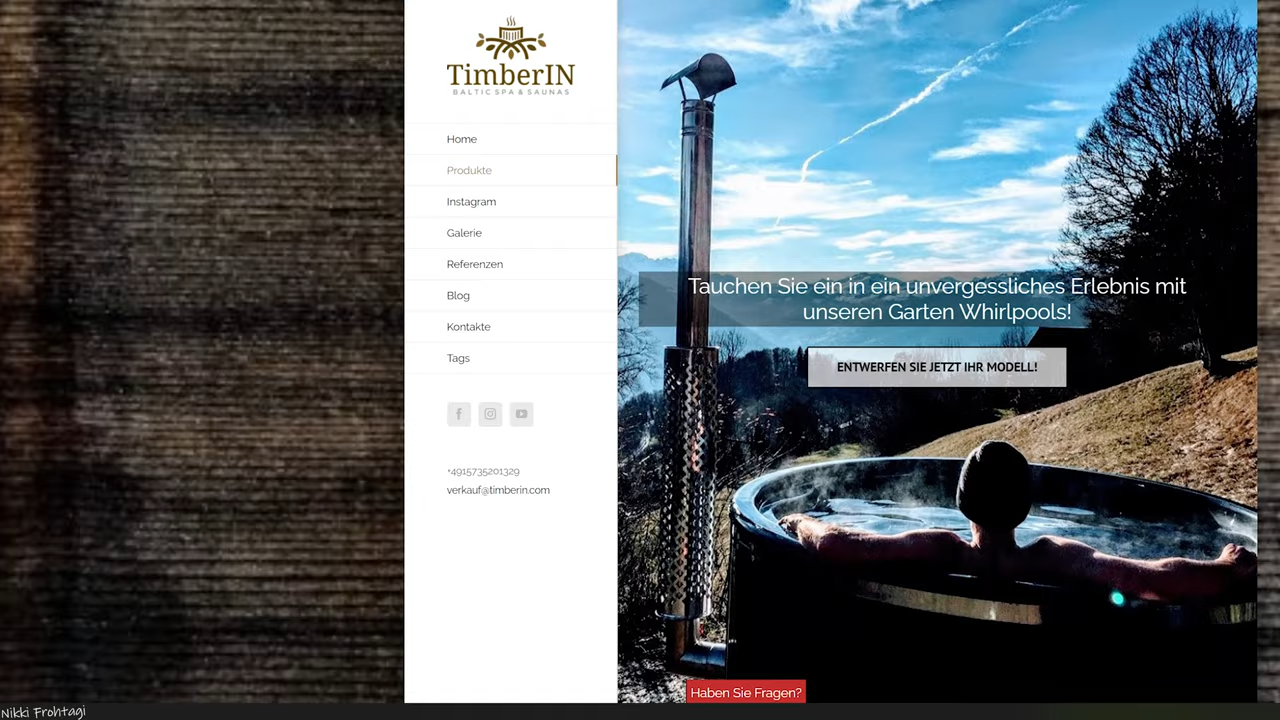 TimberIN
BALTIC SPA & SAUNAS
Home
Produkte
Instagram
Galerie
Referenzen
Blog
Kontakte
Tags
+4915735201329
verkauf@timberin.com
Tauchen Sie ein in ein unvergessliches Erlebnis mit
unseren Garten Whirlpools!
ENTWERFEN SIE JETZT IHR MODELL!
Haben Sie Fragen?
Nikki Frohtagi